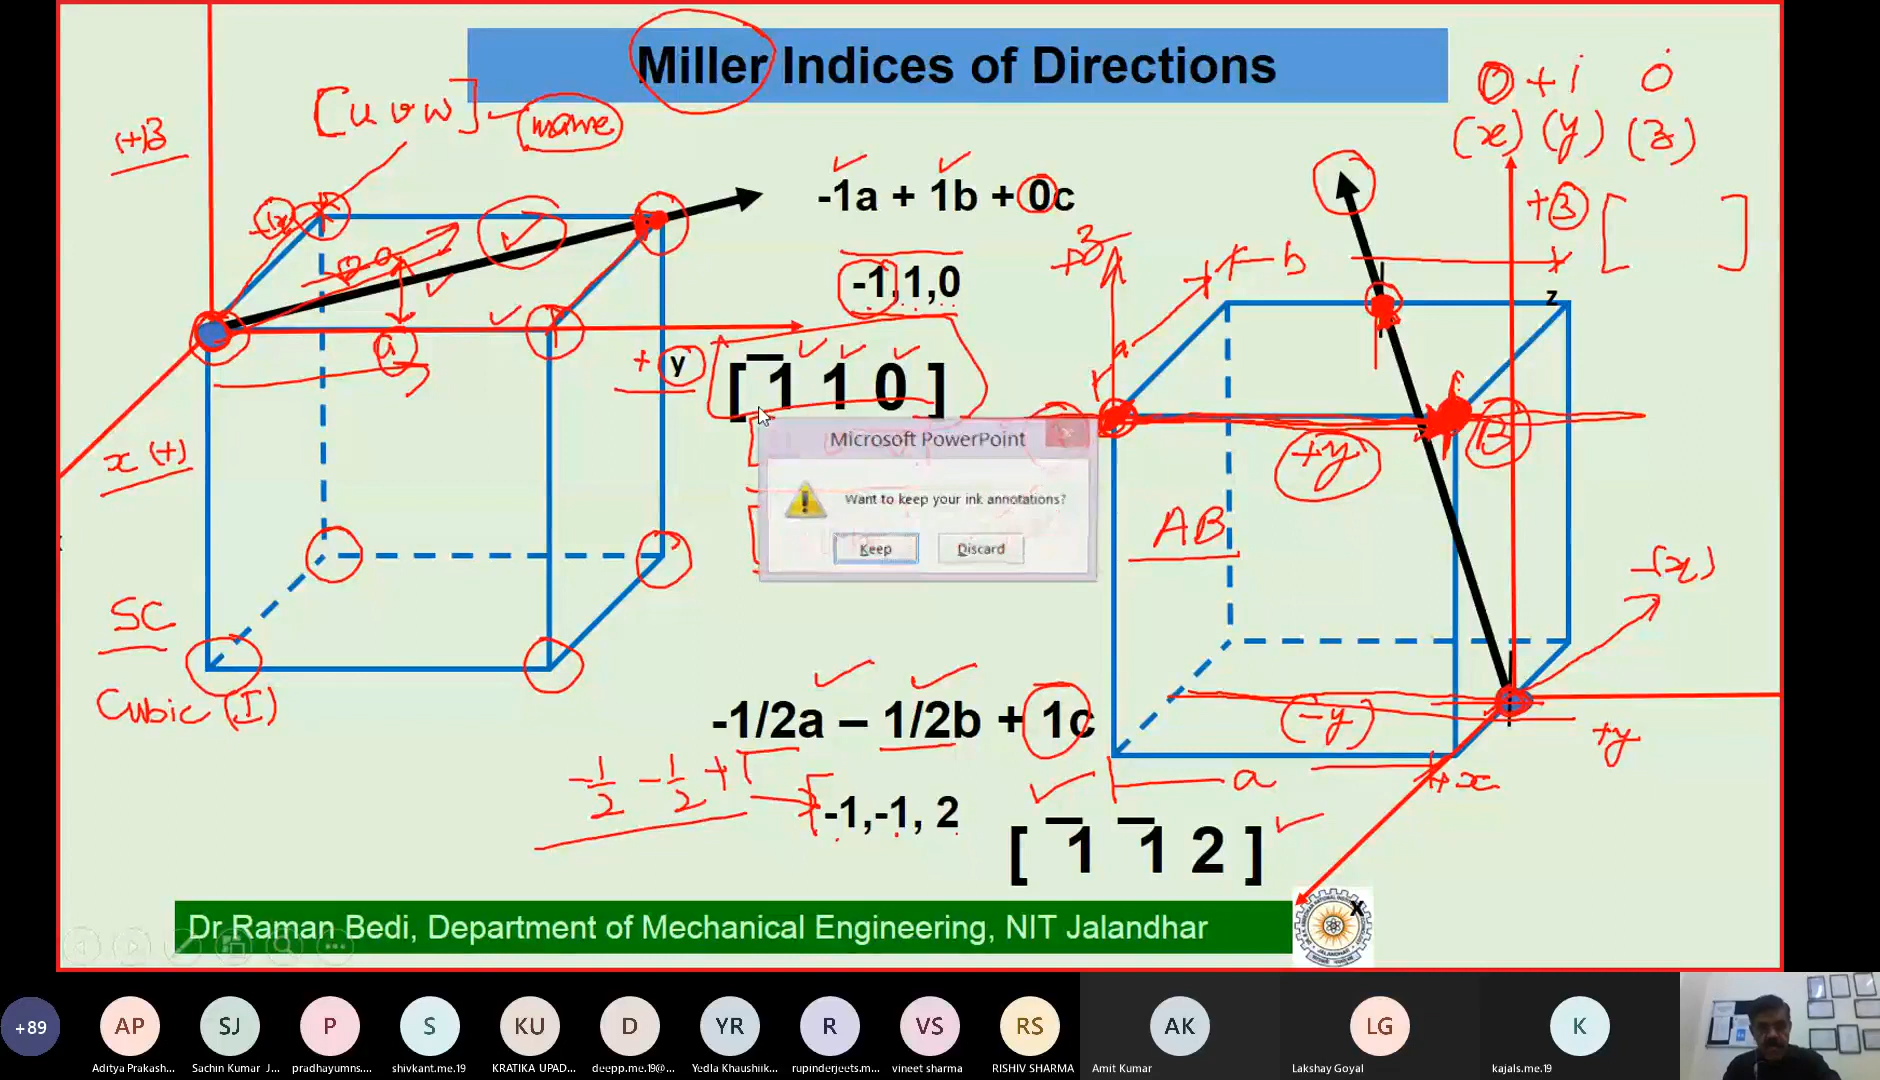 Miller Indices of Directions
0 + i 0
(x) (y) (z)
[u v w]
name
(+)z
-1a + 1b + 0c
-1,1,0
[ 1̅ 1 0 ]
+ y
a
x (+)
+3
b
a
+3
[ ]
z
+y
B
Microsoft PowerPoint
Want to keep your ink annotations?
Keep
Discard
AB
-(x)
SC
Cubic (I)
-1/2a – 1/2b + 1c
-1/2 -1/2 + 1
-1,-1, 2
(-y)
+y
+x
a
[ 1̅ 1̅ 2 ]
x
Dr Raman Bedi, Department of Mechanical Engineering, NIT Jalandhar
+89
AP
SJ
P
S
KU
D
YR
R
VS
RS
AK
LG
K
Aditya Prakash...
Sachin Kumar J...
pradhayumns....
shivkant.me.19
KRATIKA UPAD...
deepp.me.19@...
Yedla Khaushiik...
rupinderjeets.m...
vineet sharma
RISHIV SHARMA
Amit Kumar
Lakshay Goyal
kajals.me.19